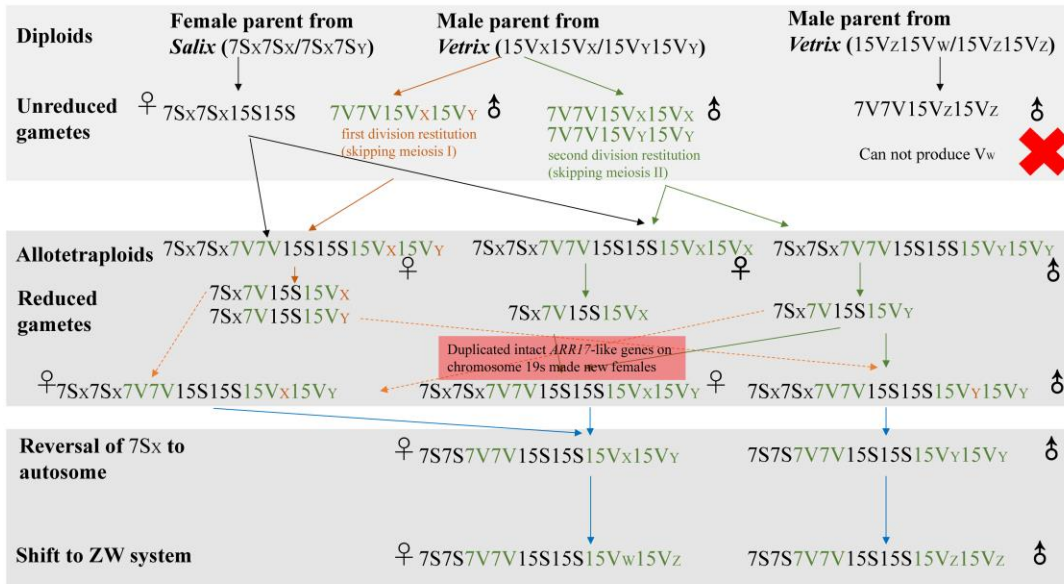 Diploids
Female parent from
Salix (7SX7SX/7SX7SY)
Male parent from
Vetrix (15VX15VX/15VY15VY)
Male parent from
Vetrix (15VZ15VW/15VZ15VZ)
Unreduced
gametes
♀
7SX7SX15S15S
7V7V15VX15VY
♂
first division restitution
(skipping meiosis I)
7V7V15VX15VX
7V7V15VY15VY
♂
second division restitution
(skipping meiosis II)
7V7V15VZ15VZ
♂
Can not produce VW
Allotetraploids
7SX7SX7V7V15S15S15VX15VY
♀
7SX7SX7V7V15S15S15VX15VX
♀
7SX7SX7V7V15S15S15VY15VY
♂
Reduced
gametes
7SX7V15S15VX
7SX7V15S15VY
7SX7V15S15VX
7SX7V15S15VY
Duplicated intact ARR17-like genes on
chromosome 19s made new females
♀
7SX7SX7V7V15S15S15VX15VY
7SX7SX7V7V15S15S15VX15VY
♀
7SX7SX7V7V15S15S15VY15VY
♂
Reversal of 7SX to
autosome
♀
7S7S7V7V15S15S15VX15VY
7S7S7V7V15S15S15VY15VY
♂
Shift to ZW system
♀
7S7S7V7V15S15S15VW15VZ
7S7S7V7V15S15S15VZ15VZ
♂